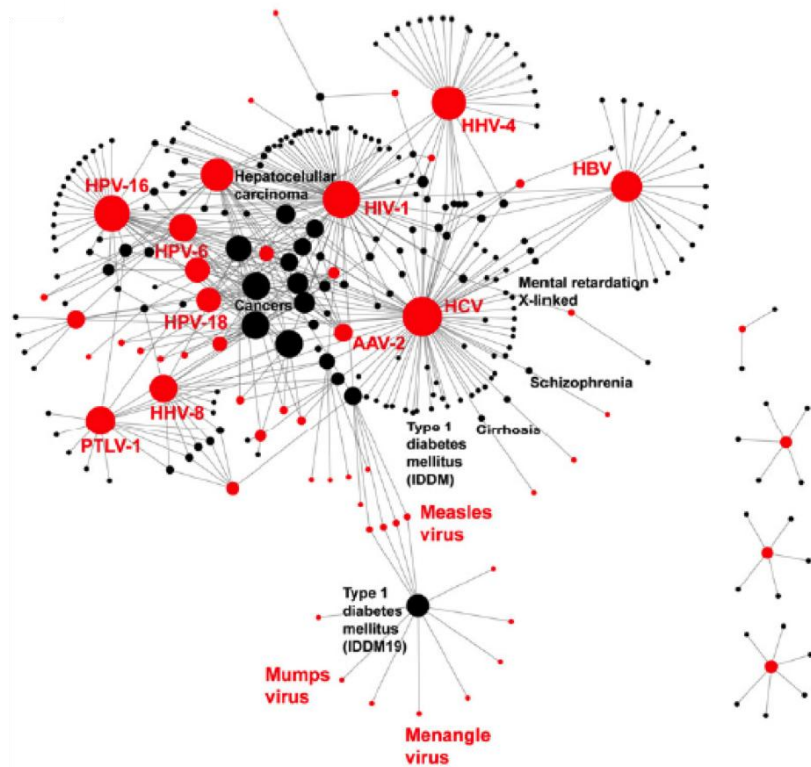 HHV-4
HBV
Hepatocelullar
carcinoma
HPV-16
HIV-1
HPV-6
Mental retardation
X-linked
HCV
Cancers
HPV-18
AAV-2
Schizophrenia
HHV-8
Type 1
diabetes
mellitus
(IDDM)
Cirrhosis
PTLV-1
Measles
virus
Type 1
diabetes
mellitus
(IDDM19)
Mumps
virus
Menangle
virus